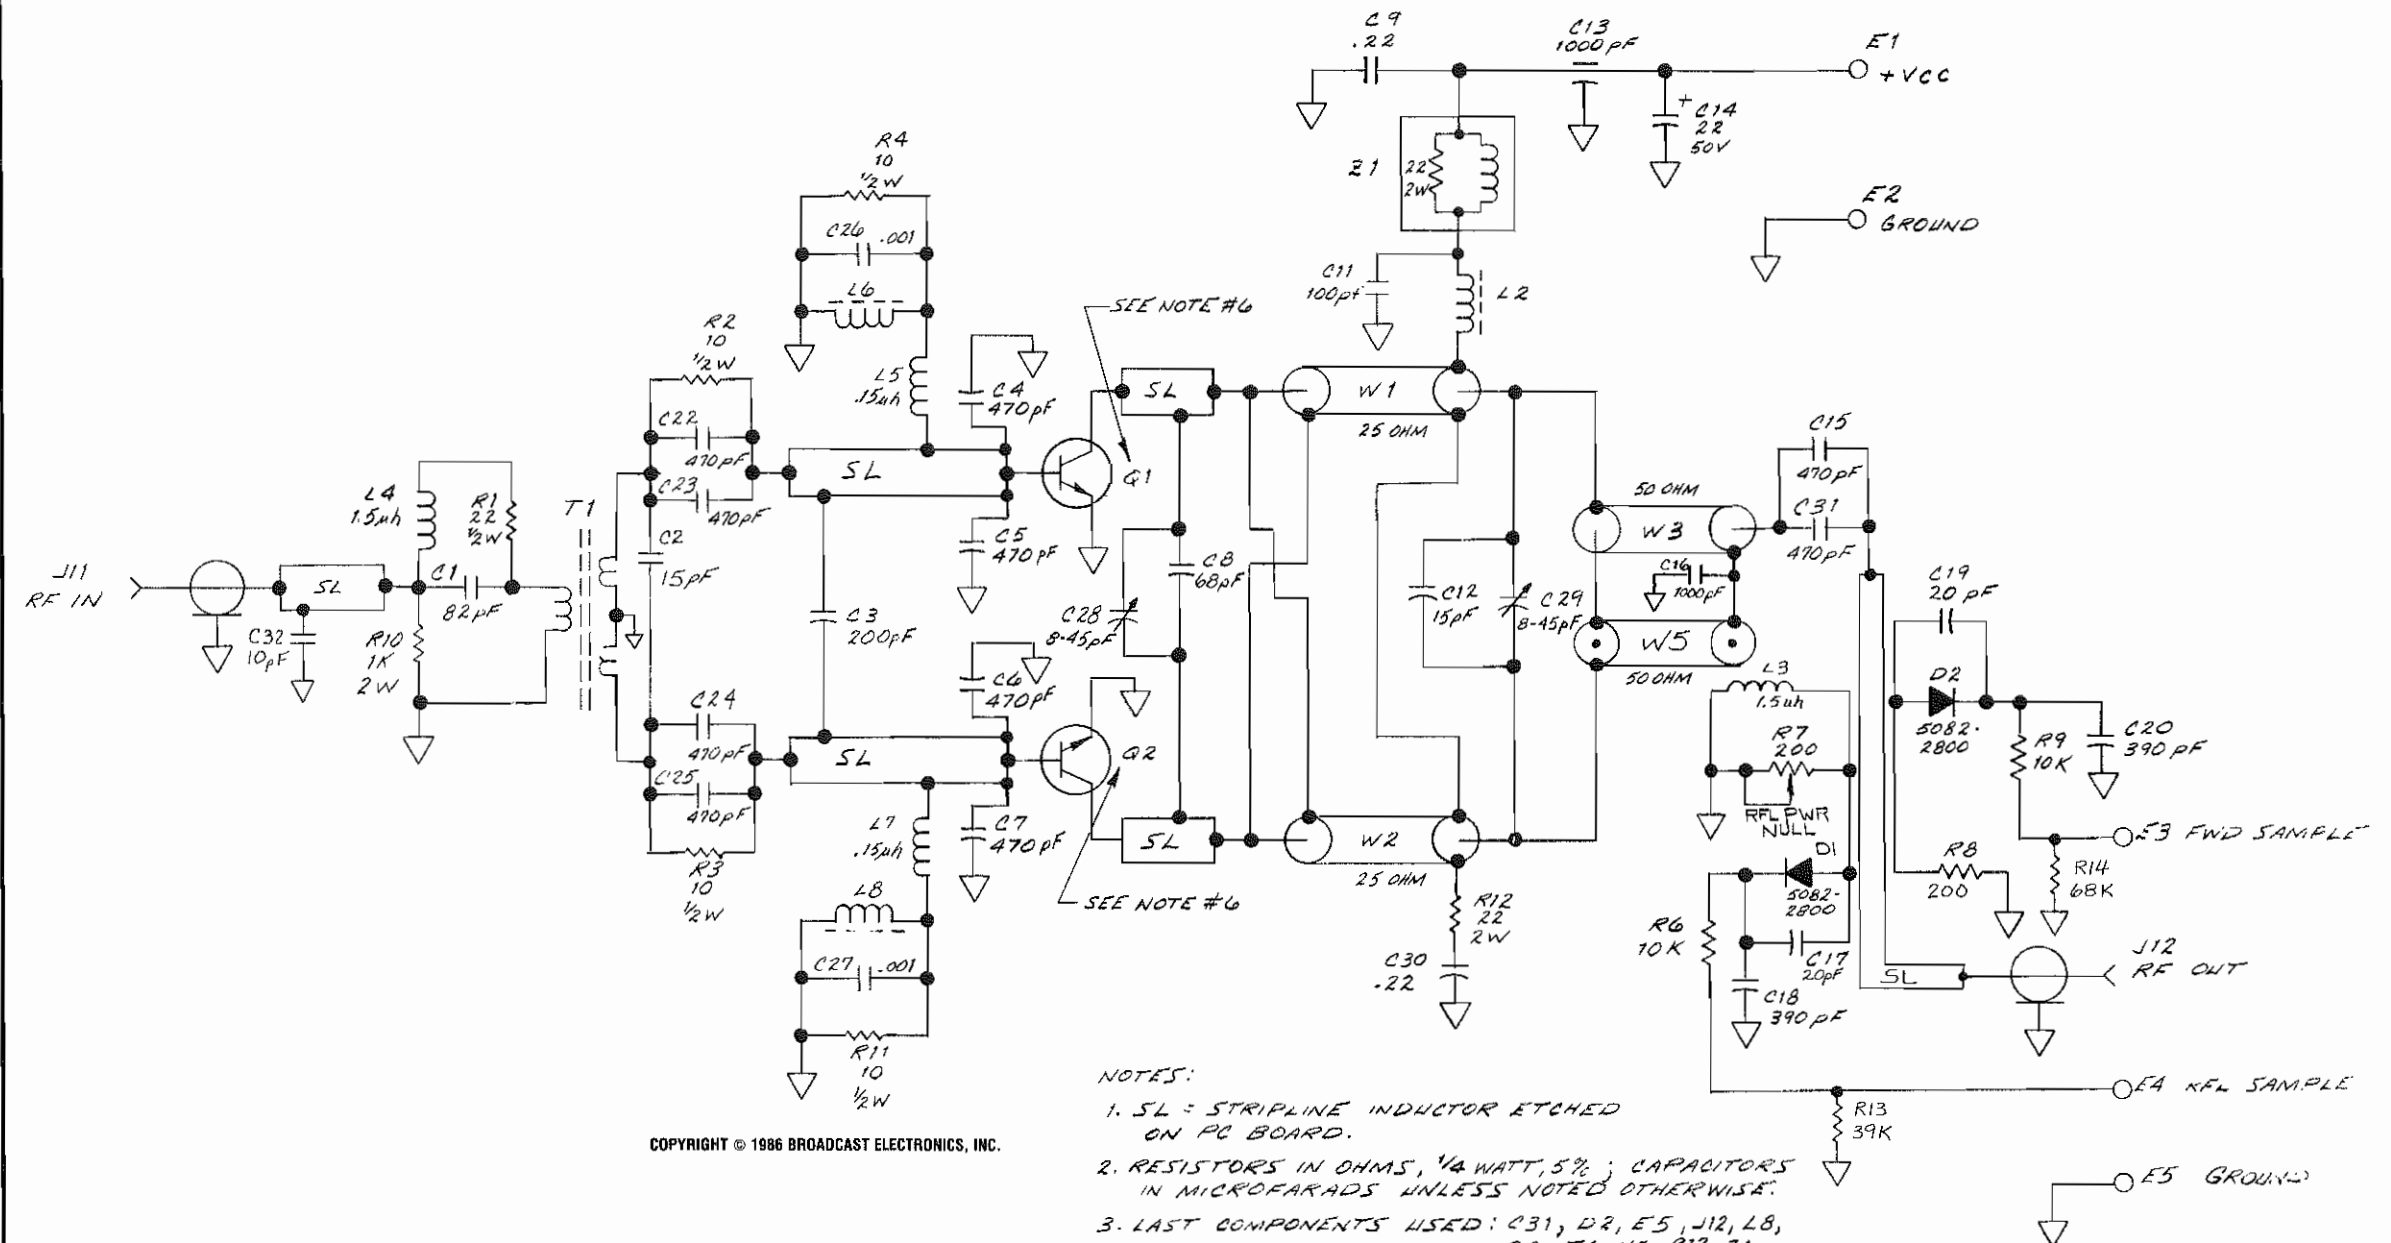 C9
.22
C13
1000pF
E1
+VCC
+
C14
22
50V
Z1
22
2W
E2
GROUND
R4
10
1/2W
C26
.001
L6
C11
100pf
L2
SEE NOTE #6
R2
10
1/2W
L5
.15uh
C4
470pF
SL
W1
25 OHM
C22
470pF
C23
470pF
SL
Q1
C15
470pF
C31
470pF
L4
1.5uh
R1
22
1/2W
T1
C2
15pF
C5
470pF
50 OHM
W3
J11
RF IN
SL
C1
82pF
C32
10pF
R10
1K
2W
C3
200pF
C28
8-45pF
C8
68pF
C12
15pF
C29
8-45pF
C16
1000pF
W5
50 OHM
C19
20pF
C6
470pF
L3
1.5uh
D2
5082-
2800
C24
470pF
C25
470pF
SL
Q2
R7
200
RFL PWR
NULL
R9
10K
C20
390pF
R3
10
1/2W
L7
.15uh
C7
470pF
SL
W2
25 OHM
E3 FWD SAMPLE
D1
5082-
2800
R8
200
R14
68K
L8
SEE NOTE #6
R12
22
2W
R6
10K
C27
.001
C30
.22
C17
20pF
C18
390pF
SL
J12
RF OUT
R11
10
1/2W
E4 RFL SAMPLE
R13
39K
E5 GROUND
COPYRIGHT © 1986 BROADCAST ELECTRONICS, INC.
NOTES:
1. SL = STRIPLINE INDUCTOR ETCHED
ON PC BOARD.
2. RESISTORS IN OHMS, 1/4 WATT, 5%; CAPACITORS
IN MICROFARADS UNLESS NOTED OTHERWISE.
3. LAST COMPONENTS USED: C31, D2, E5, J12, L8,